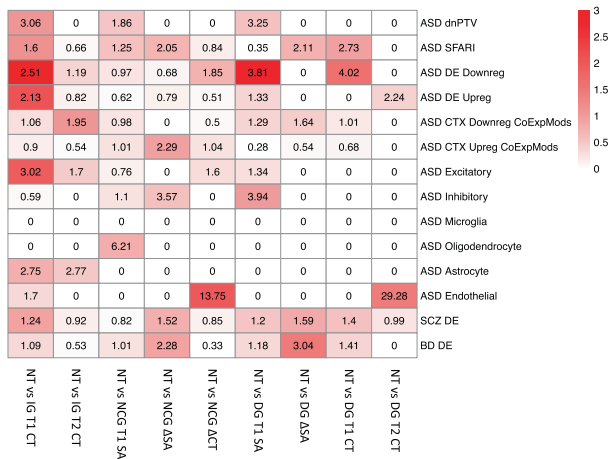 3.06 0 1.86 0 0 3.25 0 0 0 ASD dnPTV
1.6 0.66 1.25 2.05 0.84 0.35 2.11 2.73 0 ASD SFARI
2.51 1.19 0.97 0.68 1.85 3.81 0 4.02 0 ASD DE Downreg
2.13 0.82 0.62 0.79 0.51 1.33 0 0 2.24 ASD DE Upreg
1.06 1.95 0.98 0 0.5 1.29 1.64 1.01 0 ASD CTX Downreg CoExpMods
0.9 0.54 1.01 2.29 1.04 0.28 0.54 0.68 0 ASD CTX Upreg CoExpMods
3.02 1.7 0.76 0 1.6 1.34 0 0 0 ASD Excitatory
0.59 0 1.1 3.57 0 3.94 0 0 0 ASD Inhibitory
0 0 0 0 0 0 0 0 0 ASD Microglia
0 0 6.21 0 0 0 0 0 0 ASD Oligodendrocyte
2.75 2.77 0 0 0 0 0 0 0 ASD Astrocyte
1.7 0 0 0 13.75 0 0 0 29.28 ASD Endothelial
1.24 0.92 0.82 1.52 0.85 1.2 1.59 1.4 0.99 SCZ DE
1.09 0.53 1.01 2.28 0.33 1.18 3.04 1.41 0 BD DE
NT vs IG T1 CT
NT vs IG T2 CT
NT vs NCG T1 SA
NT vs NCG ΔSA
NT vs NCG ΔCT
NT vs DG T1 SA
NT vs DG ΔSA
NT vs DG T1 CT
NT vs DG T2 CT
3
2.5
2
1.5
1
0.5
0